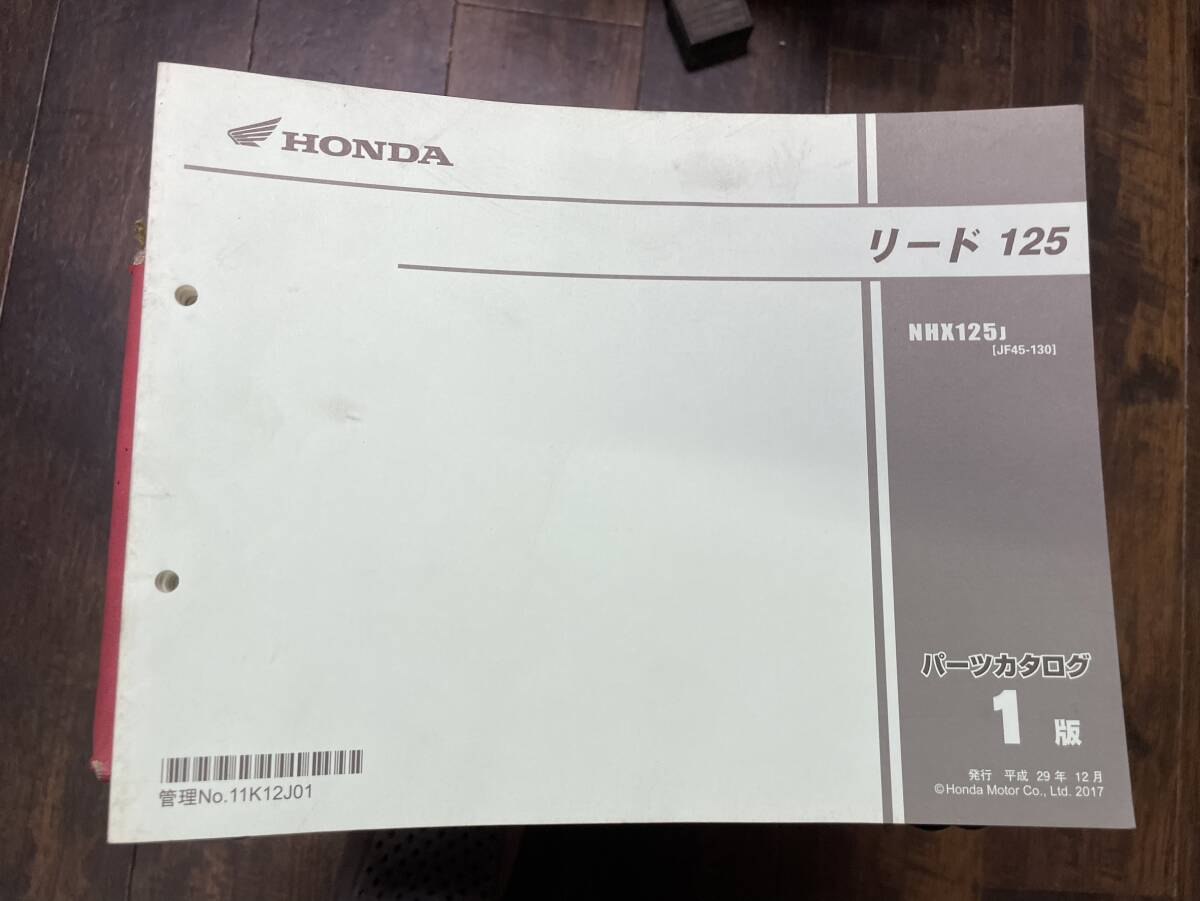 HONDA
リード 125
NHX125J
[JF45-130]
パーツカタログ
1 版
発行 平成 29 年 12 月
©Honda Motor Co., Ltd. 2017
管理No.11K12J01